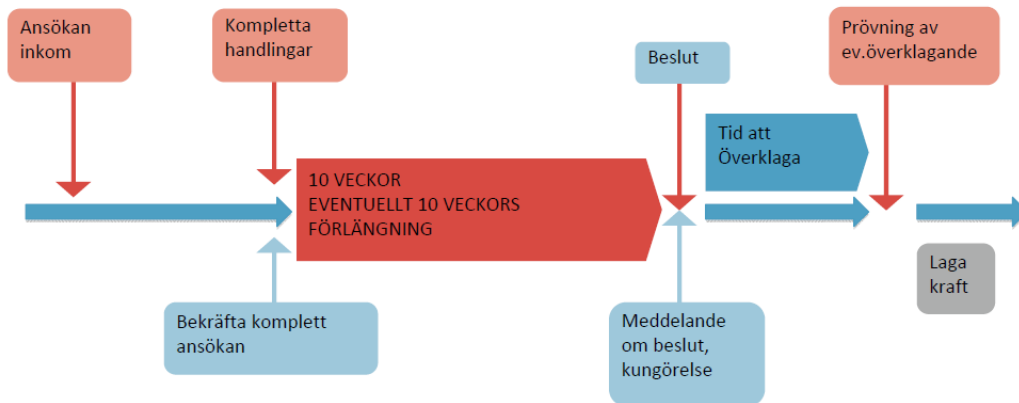 Ansökan
inkom
Kompletta
handlingar
Beslut
Prövning av
ev.överklagande
Tid att
Överklaga
10 VECKOR
EVENTUELLT 10 VECKORS
FÖRLÄNGNING
Laga
kraft
Bekräfta komplett
ansökan
Meddelande
om beslut,
kungörelse